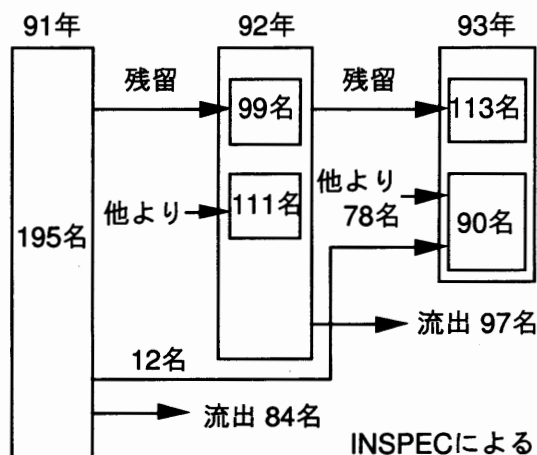 91年
92年
93年
残留
残留
99名
113名
他より
111名
他より
78名
90名
195名
流出 97名
12名
流出 84名
INSPECによる